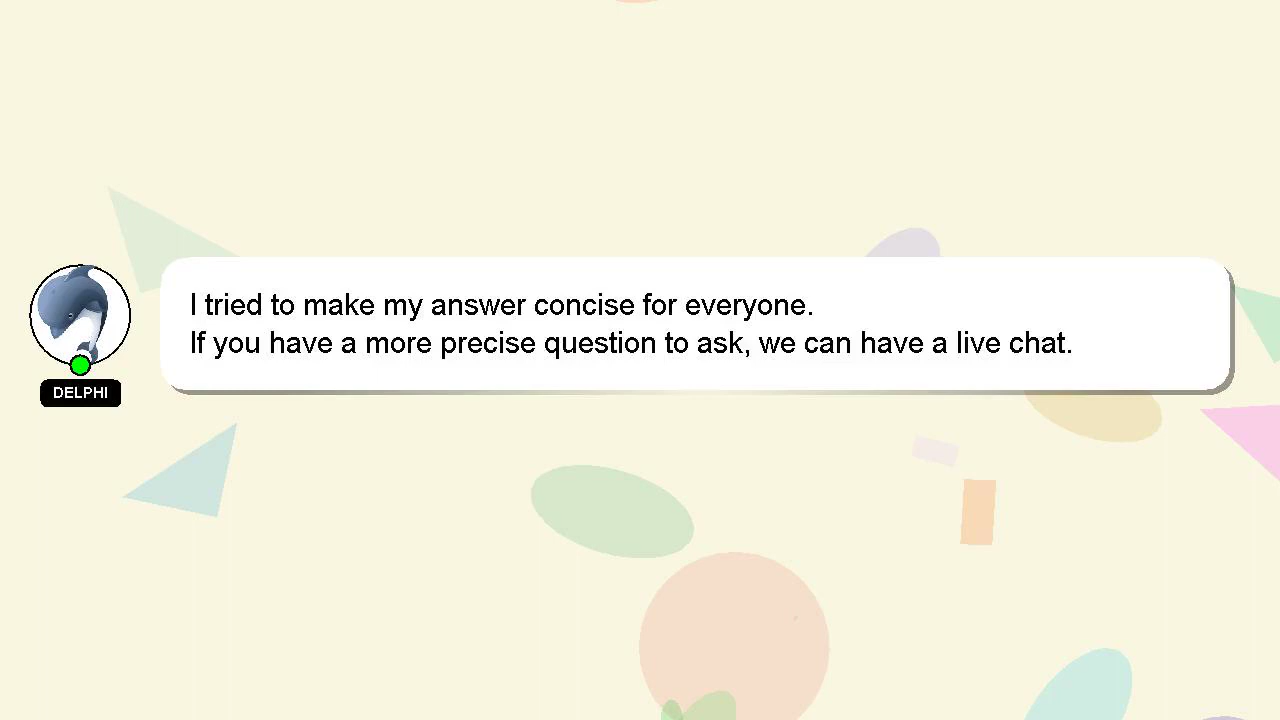 I tried to make my answer concise for everyone.
If you have a more precise question to ask, we can have a live chat.
DELPHI